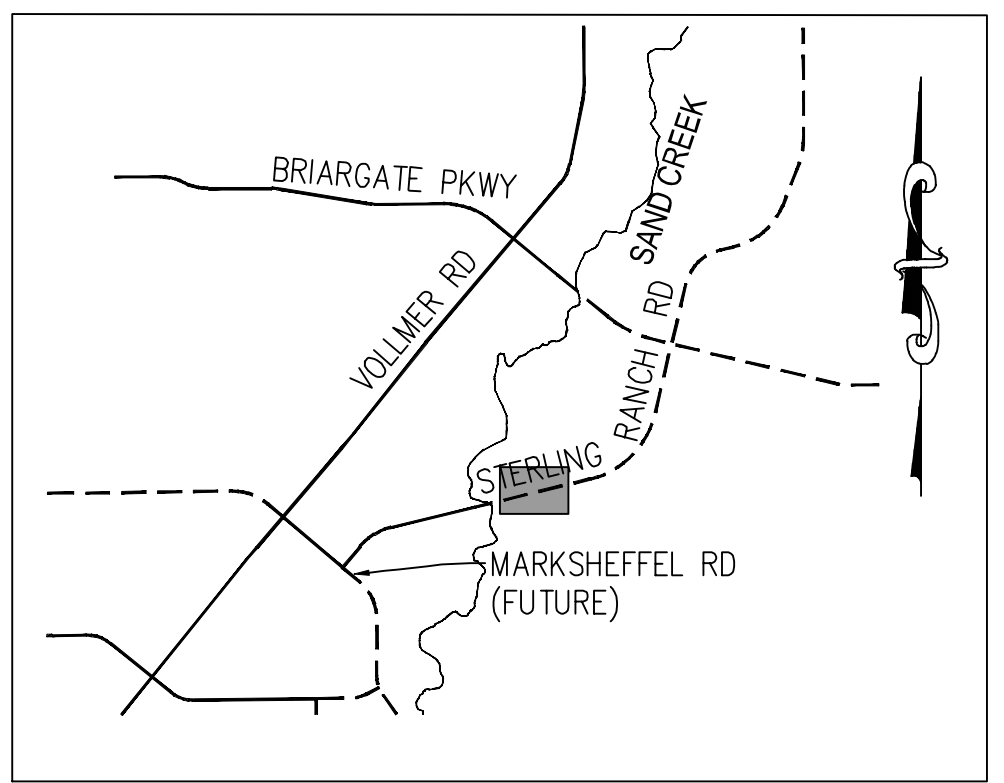 BRIARGATE PKWY
SAND CREEK
VOLLMER RD
STERLING RANCH RD
MARKSHEFFEL RD
(FUTURE)